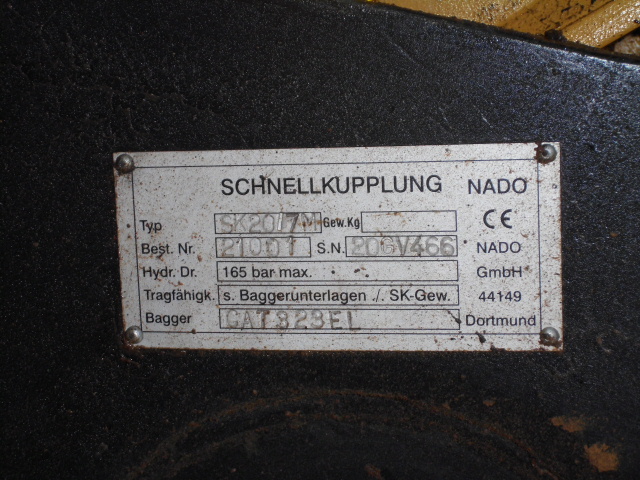 SCHNELLKUPPLUNG NADO
Typ SK20/7M Gew.Kg CE
Best. Nr. 21001 S.N. 20GV466 NADO
Hydr. Dr. 165 bar max. GmbH
Tragfähigk. s. Baggerunterlagen ./. SK-Gew. 44149
Bagger CAT323EL Dortmund